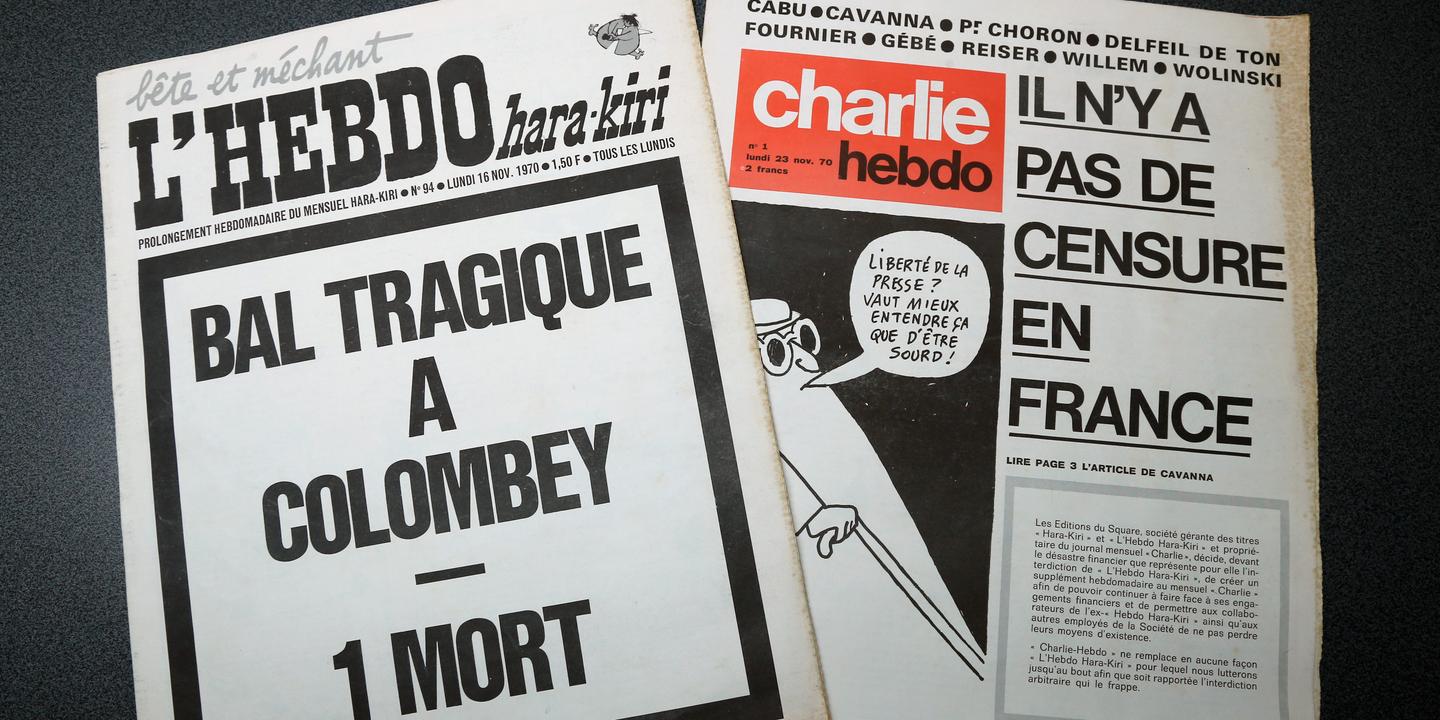 bête et méchant
L'HEBDO hara-kiri
PROLONGEMENT HEBDOMADAIRE DU MENSUEL HARA-KIRI ● N° 94 ● LUNDI 16 NOV. 1970 ● 1,50 F ● TOUS LES LUNDIS
BAL TRAGIQUE
A
COLOMBEY
—
1 MORT
CABU ● CAVANNA ● Pr CHORON ● DELFEIL DE TON
FOURNIER ● GÉBÉ ● REISER ● WILLEM ● WOLINSKI
charlie
hebdo
n° 1
lundi 23 nov. 70
2 francs
IL N'Y A
PAS DE
CENSURE
EN
FRANCE
LIBERTÉ DE LA
PRESSE ?
VAUT MIEUX
ENTENDRE ÇA
QUE D'ÊTRE
SOURD !
LIRE PAGE 3 L'ARTICLE DE CAVANNA
Les Editions du Square, société gérante des titres
« Hara-Kiri » et « L'Hebdo Hara-Kiri » et proprié-
taire du journal mensuel « Charlie », décide, devant
le désastre financier que représente pour elle l'in-
terdiction de « L'Hebdo Hara-Kiri », de créer un
supplément hebdomadaire au mensuel « Charlie »
afin de pouvoir continuer à faire face à ses enga-
gements financiers et de permettre aux collabo-
rateurs de l'ex-« Hebdo Hara-Kiri » ainsi qu'aux
autres employés de la Société de ne pas perdre
leurs moyens d'existence.
« Charlie-Hebdo » ne remplace en aucune façon
« L'Hebdo Hara-Kiri » pour lequel nous lutterons
jusqu'au bout afin que soit rapportée l'interdiction
arbitraire qui le frappe.